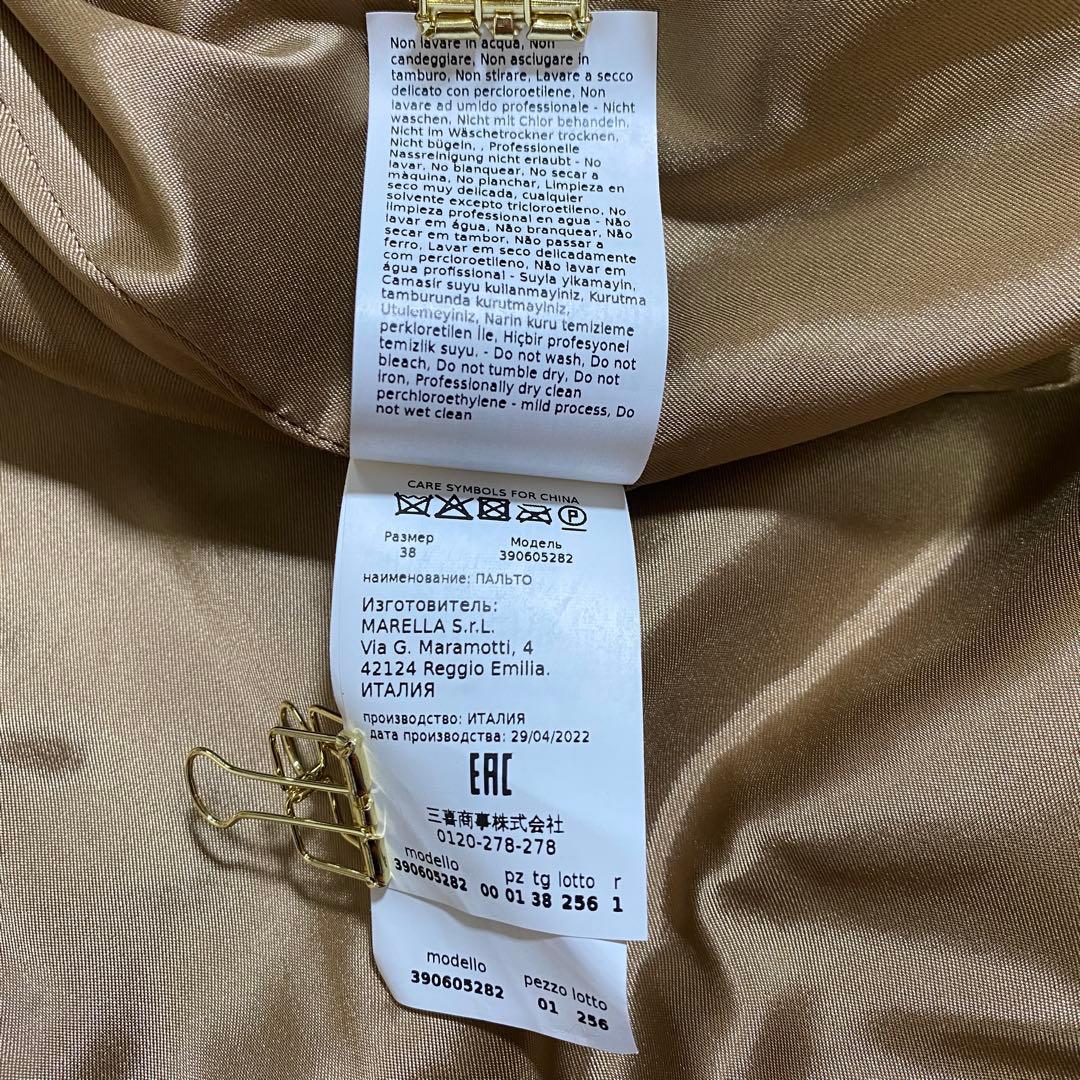 Non lavare in acqua, Non
candeggiare, Non asciugare in
tamburo, Non stirare, Lavare a secco
delicato con percloroetilene, Non
lavare ad umido professionale - Nicht
waschen, Nicht mit Chlor behandeln,
Nicht im Wäschetrockner trocknen,
Nicht bügeln, , Professionelle
Nassreinigung nicht erlaubt - No
lavar, No blanquear, No secar a
màquina, No planchar, Limpieza en
seco muy delicada, cualquier
solvente excepto tricloroetileno, No
limpieza professional en agua - Não
lavar em água, Não branquear, Não
secar em tambor, Não passar a
ferro, Lavar em seco delicadamente
com percloroetileno, Não lavar em
água profissional - Suyla yikamayin,
Camasir suyu kullanmayiniz, Kurutma
tamburunda kurutmayiniz,
Utulemeyiniz, Narin kuru temizleme
perkloretilen İle, Hiçbir profesyonel
temizlik suyu, - Do not wash, Do not
bleach, Do not tumble dry, Do not
iron, Professionally dry clean
perchloroethylene - mild process, Do
not wet clean
CARE SYMBOLS FOR CHINA
P
Размер Модель
38 390605282
наименование: ПАЛЬТО
Изготовитель:
MARELLA S.r.L.
Via G. Maramotti, 4
42124 Reggio Emilia.
ИТАЛИЯ
производство: ИТАЛИЯ
дата производства: 29/04/2022
EAC
三喜商事株式会社
0120-278-278
modello pz tg lotto r
390605282 00 01 38 256 1
modello pezzo lotto
390605282 01 256